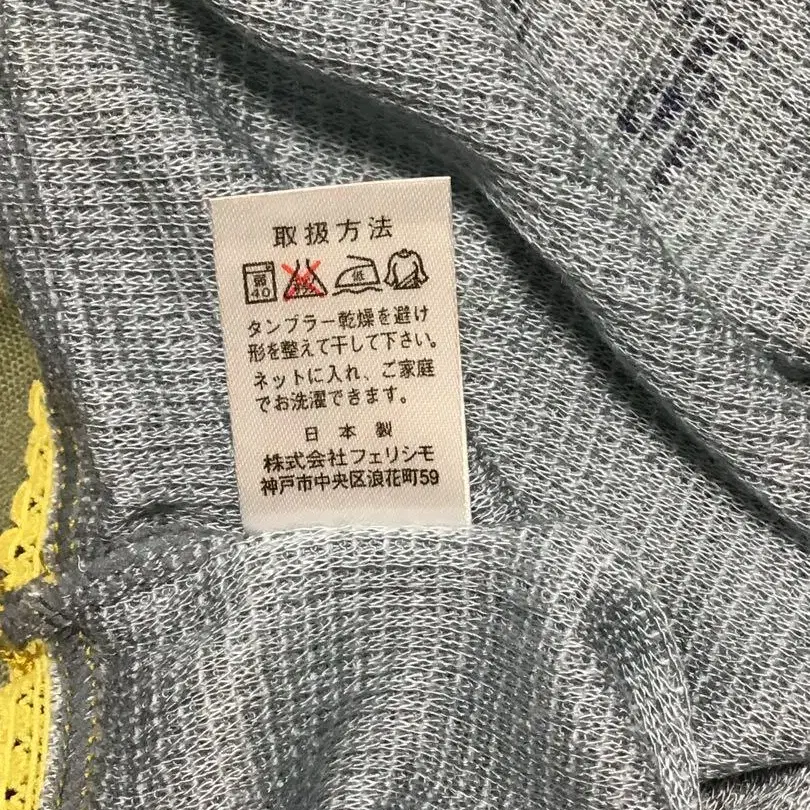 取扱方法
弱
40
低
タンブラー乾燥を避け
形を整えて干して下さい。
ネットに入れ、ご家庭
でお洗濯できます。
日本製
株式会社フェリシモ
神戸市中央区浪花町59